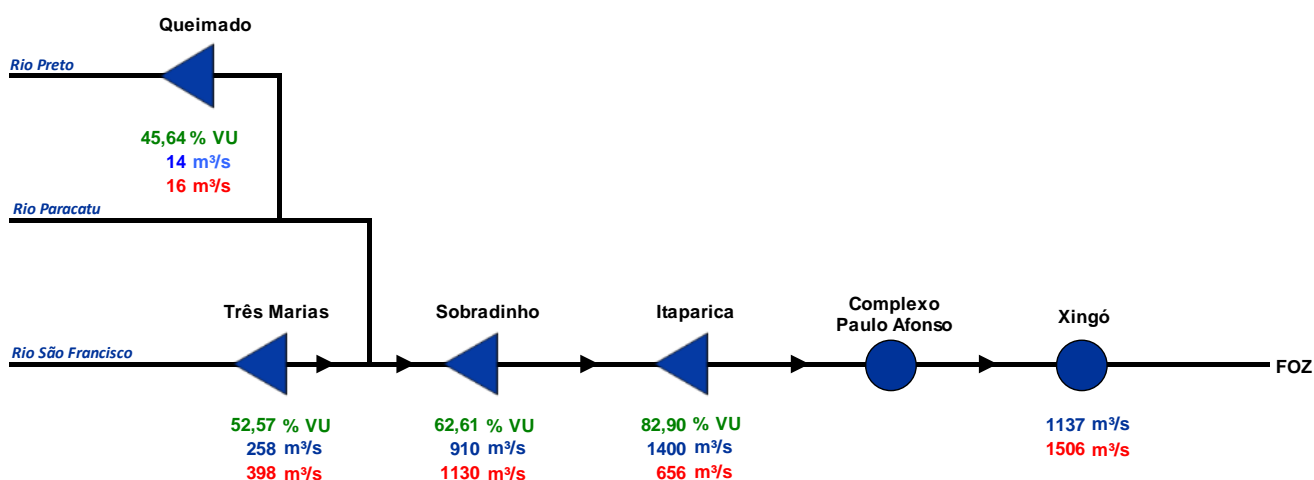 Queimado
Rio Preto
45,64 % VU
14 m³/s
16 m³/s
Rio Paracatu
Três Marias
Sobradinho
Itaparica
Complexo
Paulo Afonso
Xingó
Rio São Francisco
FOZ
52,57 % VU
258 m³/s
398 m³/s
62,61 % VU
910 m³/s
1130 m³/s
82,90 % VU
1400 m³/s
656 m³/s
1137 m³/s
1506 m³/s